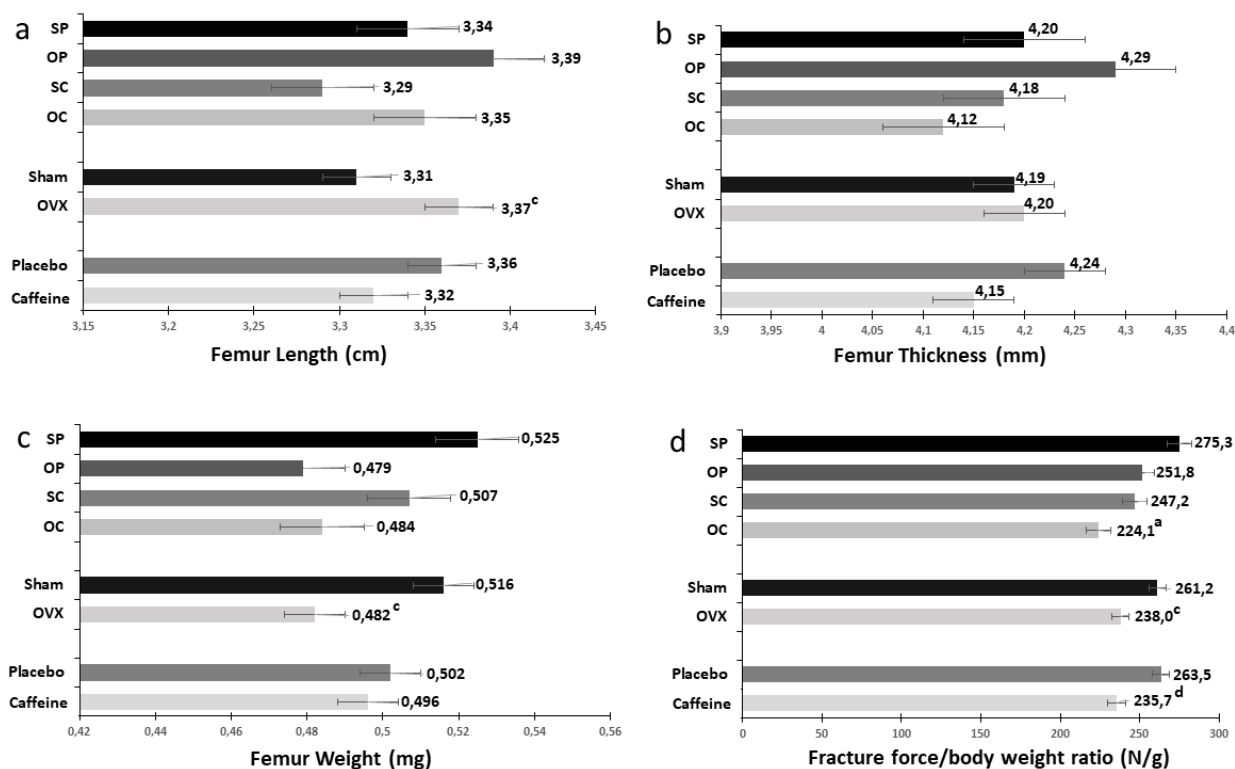 a
SP 3,34
OP 3,39
SC 3,29
OC 3,35
Sham 3,31
OVX 3,37c
Placebo 3,36
Caffeine 3,32
3,15 3,2 3,25 3,3 3,35 3,4 3,45
Femur Length (cm)
b
SP 4,20
OP 4,29
SC 4,18
OC 4,12
Sham 4,19
OVX 4,20
Placebo 4,24
Caffeine 4,15
3,9 3,95 4 4,05 4,1 4,15 4,2 4,25 4,3 4,35 4,4
Femur Thickness (mm)
c
SP 0,525
OP 0,479
SC 0,507
OC 0,484
Sham 0,516
OVX 0,482 c
Placebo 0,502
Caffeine 0,496
0,42 0,44 0,46 0,48 0,5 0,52 0,54 0,56
Femur Weight (mg)
d
SP 275,3
OP 251,8
SC 247,2
OC 224,1a
Sham 261,2
OVX 238,0c
Placebo 263,5
Caffeine 235,7d
0 50 100 150 200 250 300
Fracture force/body weight ratio (N/g)